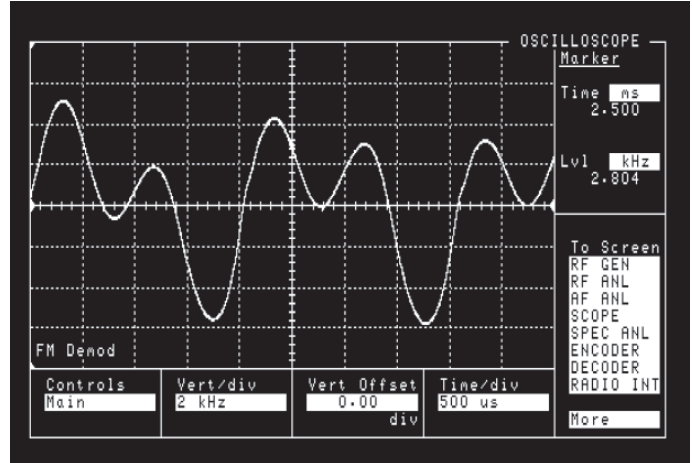 OSCILLOSCOPE
Marker
Time ms
2.500
Lvl kHz
2.804
To Screen
RF GEN
RF ANL
AF ANL
SCOPE
SPEC ANL
ENCODER
DECODER
RADIO INT
More
FM Demod
Controls
Main
Vert/div
2 kHz
Vert Offset
0.00
div
Time/div
500 us